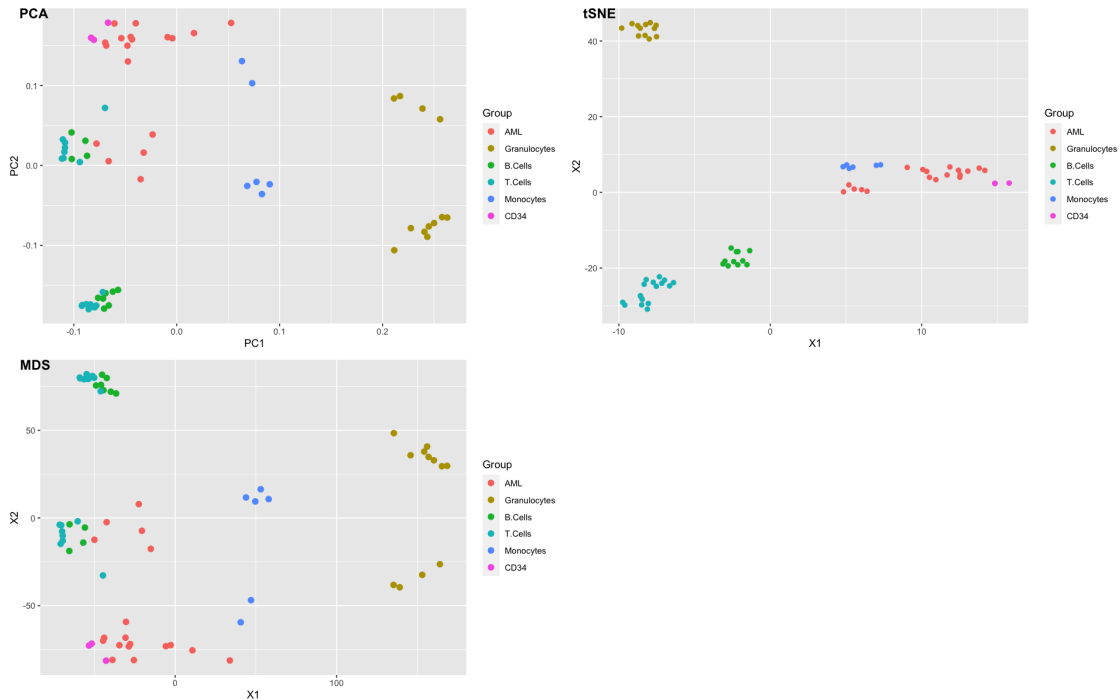 PCA
0.1
0.0
-0.1
PC2
-0.1
0.0
0.1
0.2
PC1
Group
AML
Granulocytes
B.Cells
T.Cells
Monocytes
CD34
tSNE
40
20
0
-20
X2
-10
0
10
X1
Group
AML
Granulocytes
B.Cells
T.Cells
Monocytes
CD34
MDS
50
0
-50
X2
0
100
X1
Group
AML
Granulocytes
B.Cells
T.Cells
Monocytes
CD34